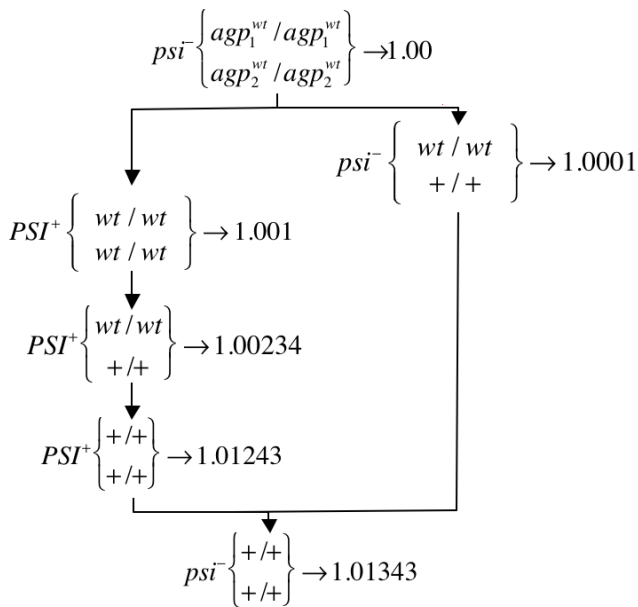 psi⁻ { agp₁ʷᵗ / agp₁ʷᵗ
agp₂ʷᵗ / agp₂ʷᵗ } → 1.00
psi⁻ { wt / wt
+ / + } → 1.0001
PSI⁺ { wt / wt
wt / wt } → 1.001
PSI⁺ { wt / wt
+/+ } → 1.00234
PSI⁺ { +/+
+/+ } → 1.01243
psi⁻ { +/+
+/+ } → 1.01343